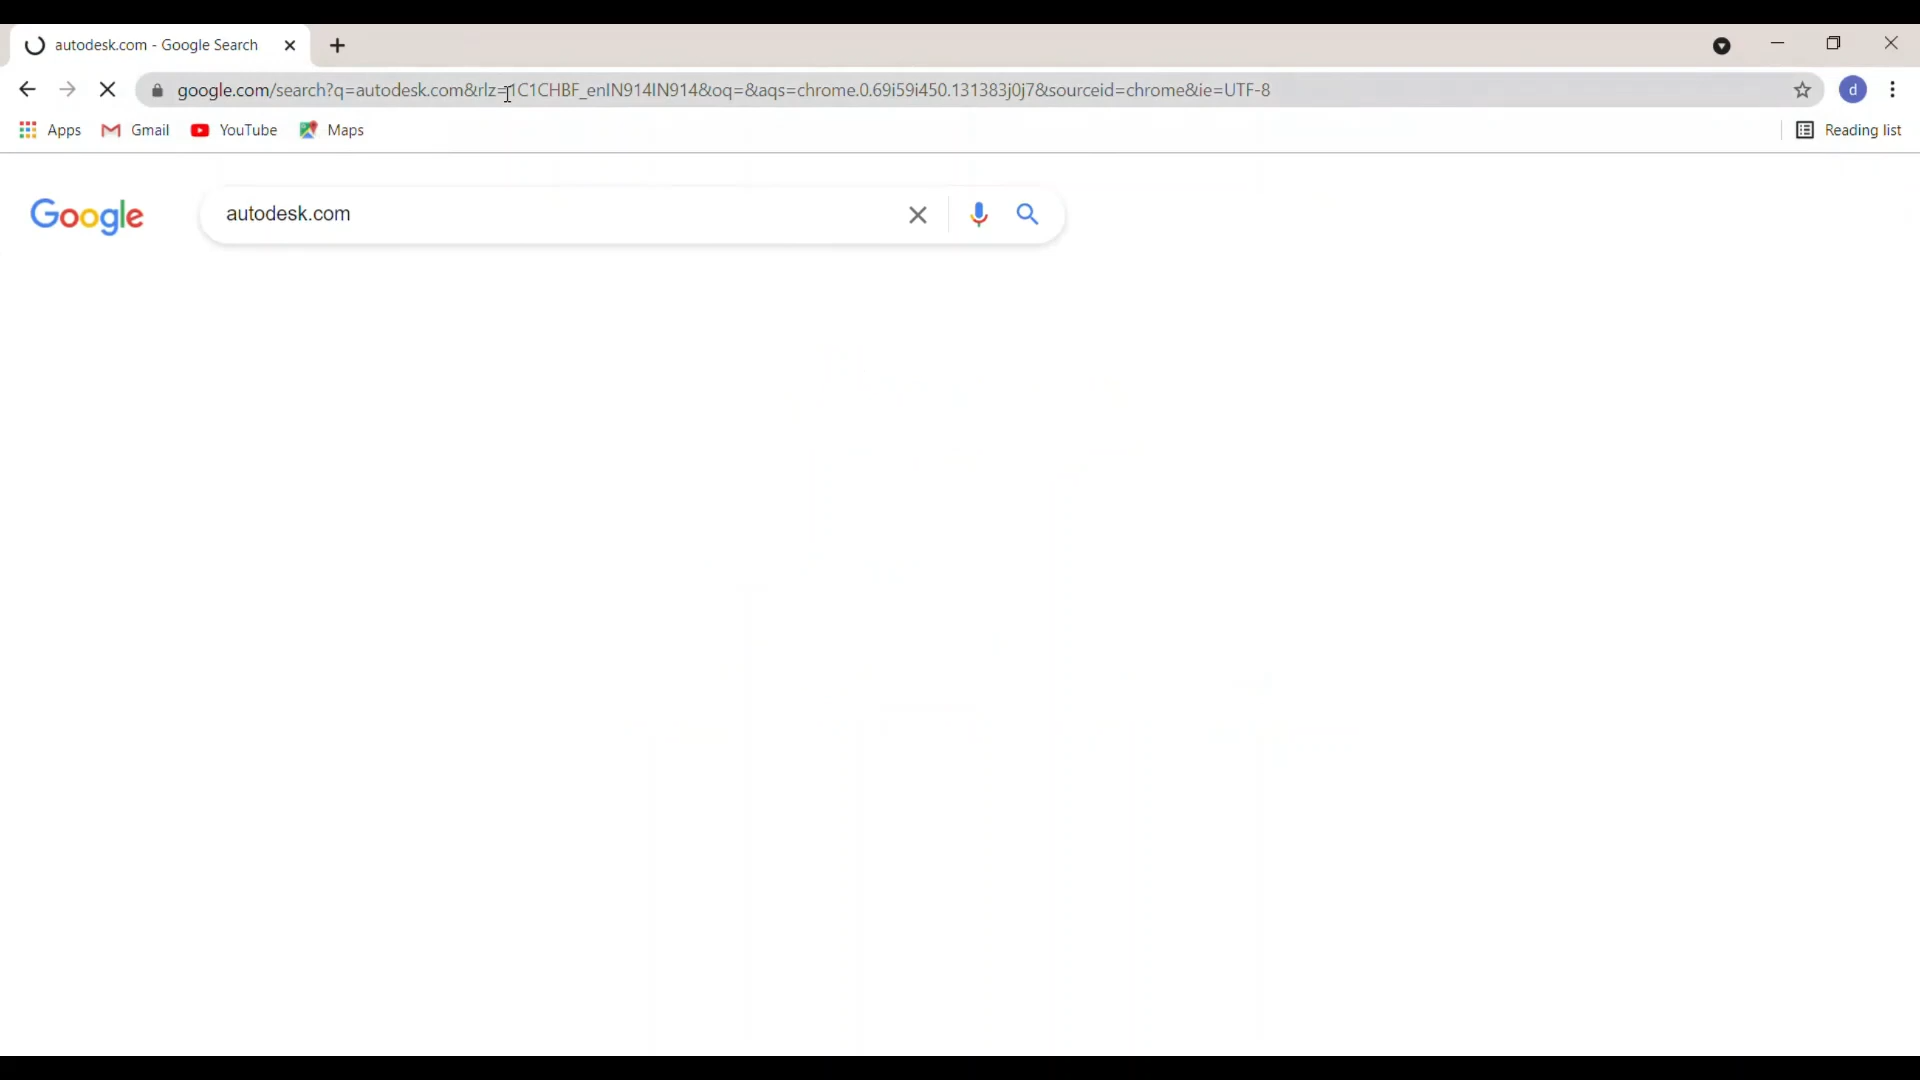 autodesk.com - Google Search
google.com/search?q=autodesk.com&rlz=1C1CHBF_enIN914IN914&oq=&aqs=chrome.0.69i59i450.131383j0j7&sourceid=chrome&ie=UTF-8
d
Apps Gmail YouTube Maps Reading list
Google autodesk.com